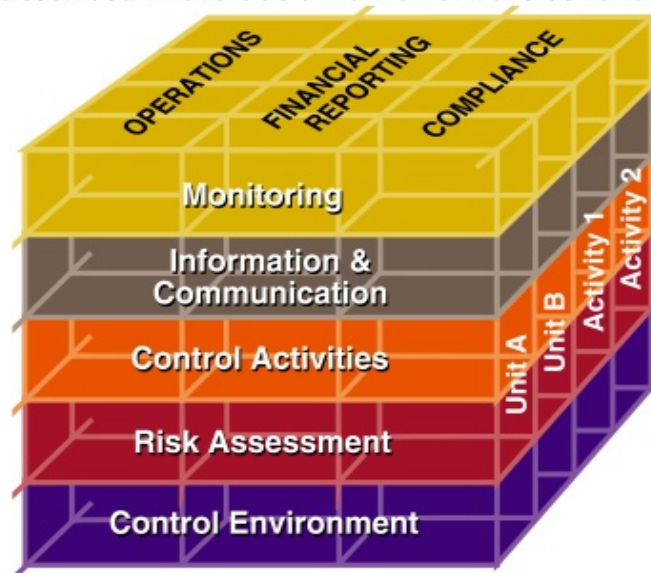 OPERATIONS
FINANCIAL
REPORTING
COMPLIANCE
Monitoring
Information &
Communication
Control Activities
Risk Assessment
Control Environment
Unit A
Unit B
Activity 1
Activity 2